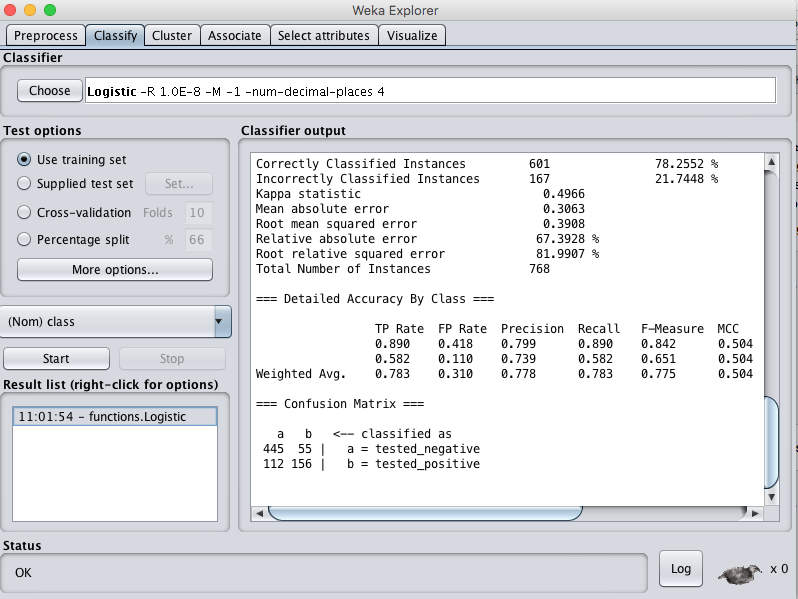 Weka Explorer
Preprocess Classify Cluster Associate Select attributes Visualize
Classifier
Choose Logistic -R 1.0E-8 -M -1 -num-decimal-places 4
Test options
Use training set
Supplied test set Set...
Cross-validation Folds 10
Percentage split % 66
More options...
(Nom) class
Start Stop
Result list (right-click for options)
11:01:54 - functions.Logistic
Classifier output
Correctly Classified Instances 601 78.2552 %
Incorrectly Classified Instances 167 21.7448 %
Kappa statistic 0.4966
Mean absolute error 0.3063
Root mean squared error 0.3908
Relative absolute error 67.3928 %
Root relative squared error 81.9907 %
Total Number of Instances 768
=== Detailed Accuracy By Class ===
TP Rate FP Rate Precision Recall F-Measure MCC
0.890 0.418 0.799 0.890 0.842 0.504
0.582 0.110 0.739 0.582 0.651 0.504
Weighted Avg. 0.783 0.310 0.778 0.783 0.775 0.504
=== Confusion Matrix ===
a b <-- classified as
445 55 | a = tested_negative
112 156 | b = tested_positive
Status
OK
Log x 0